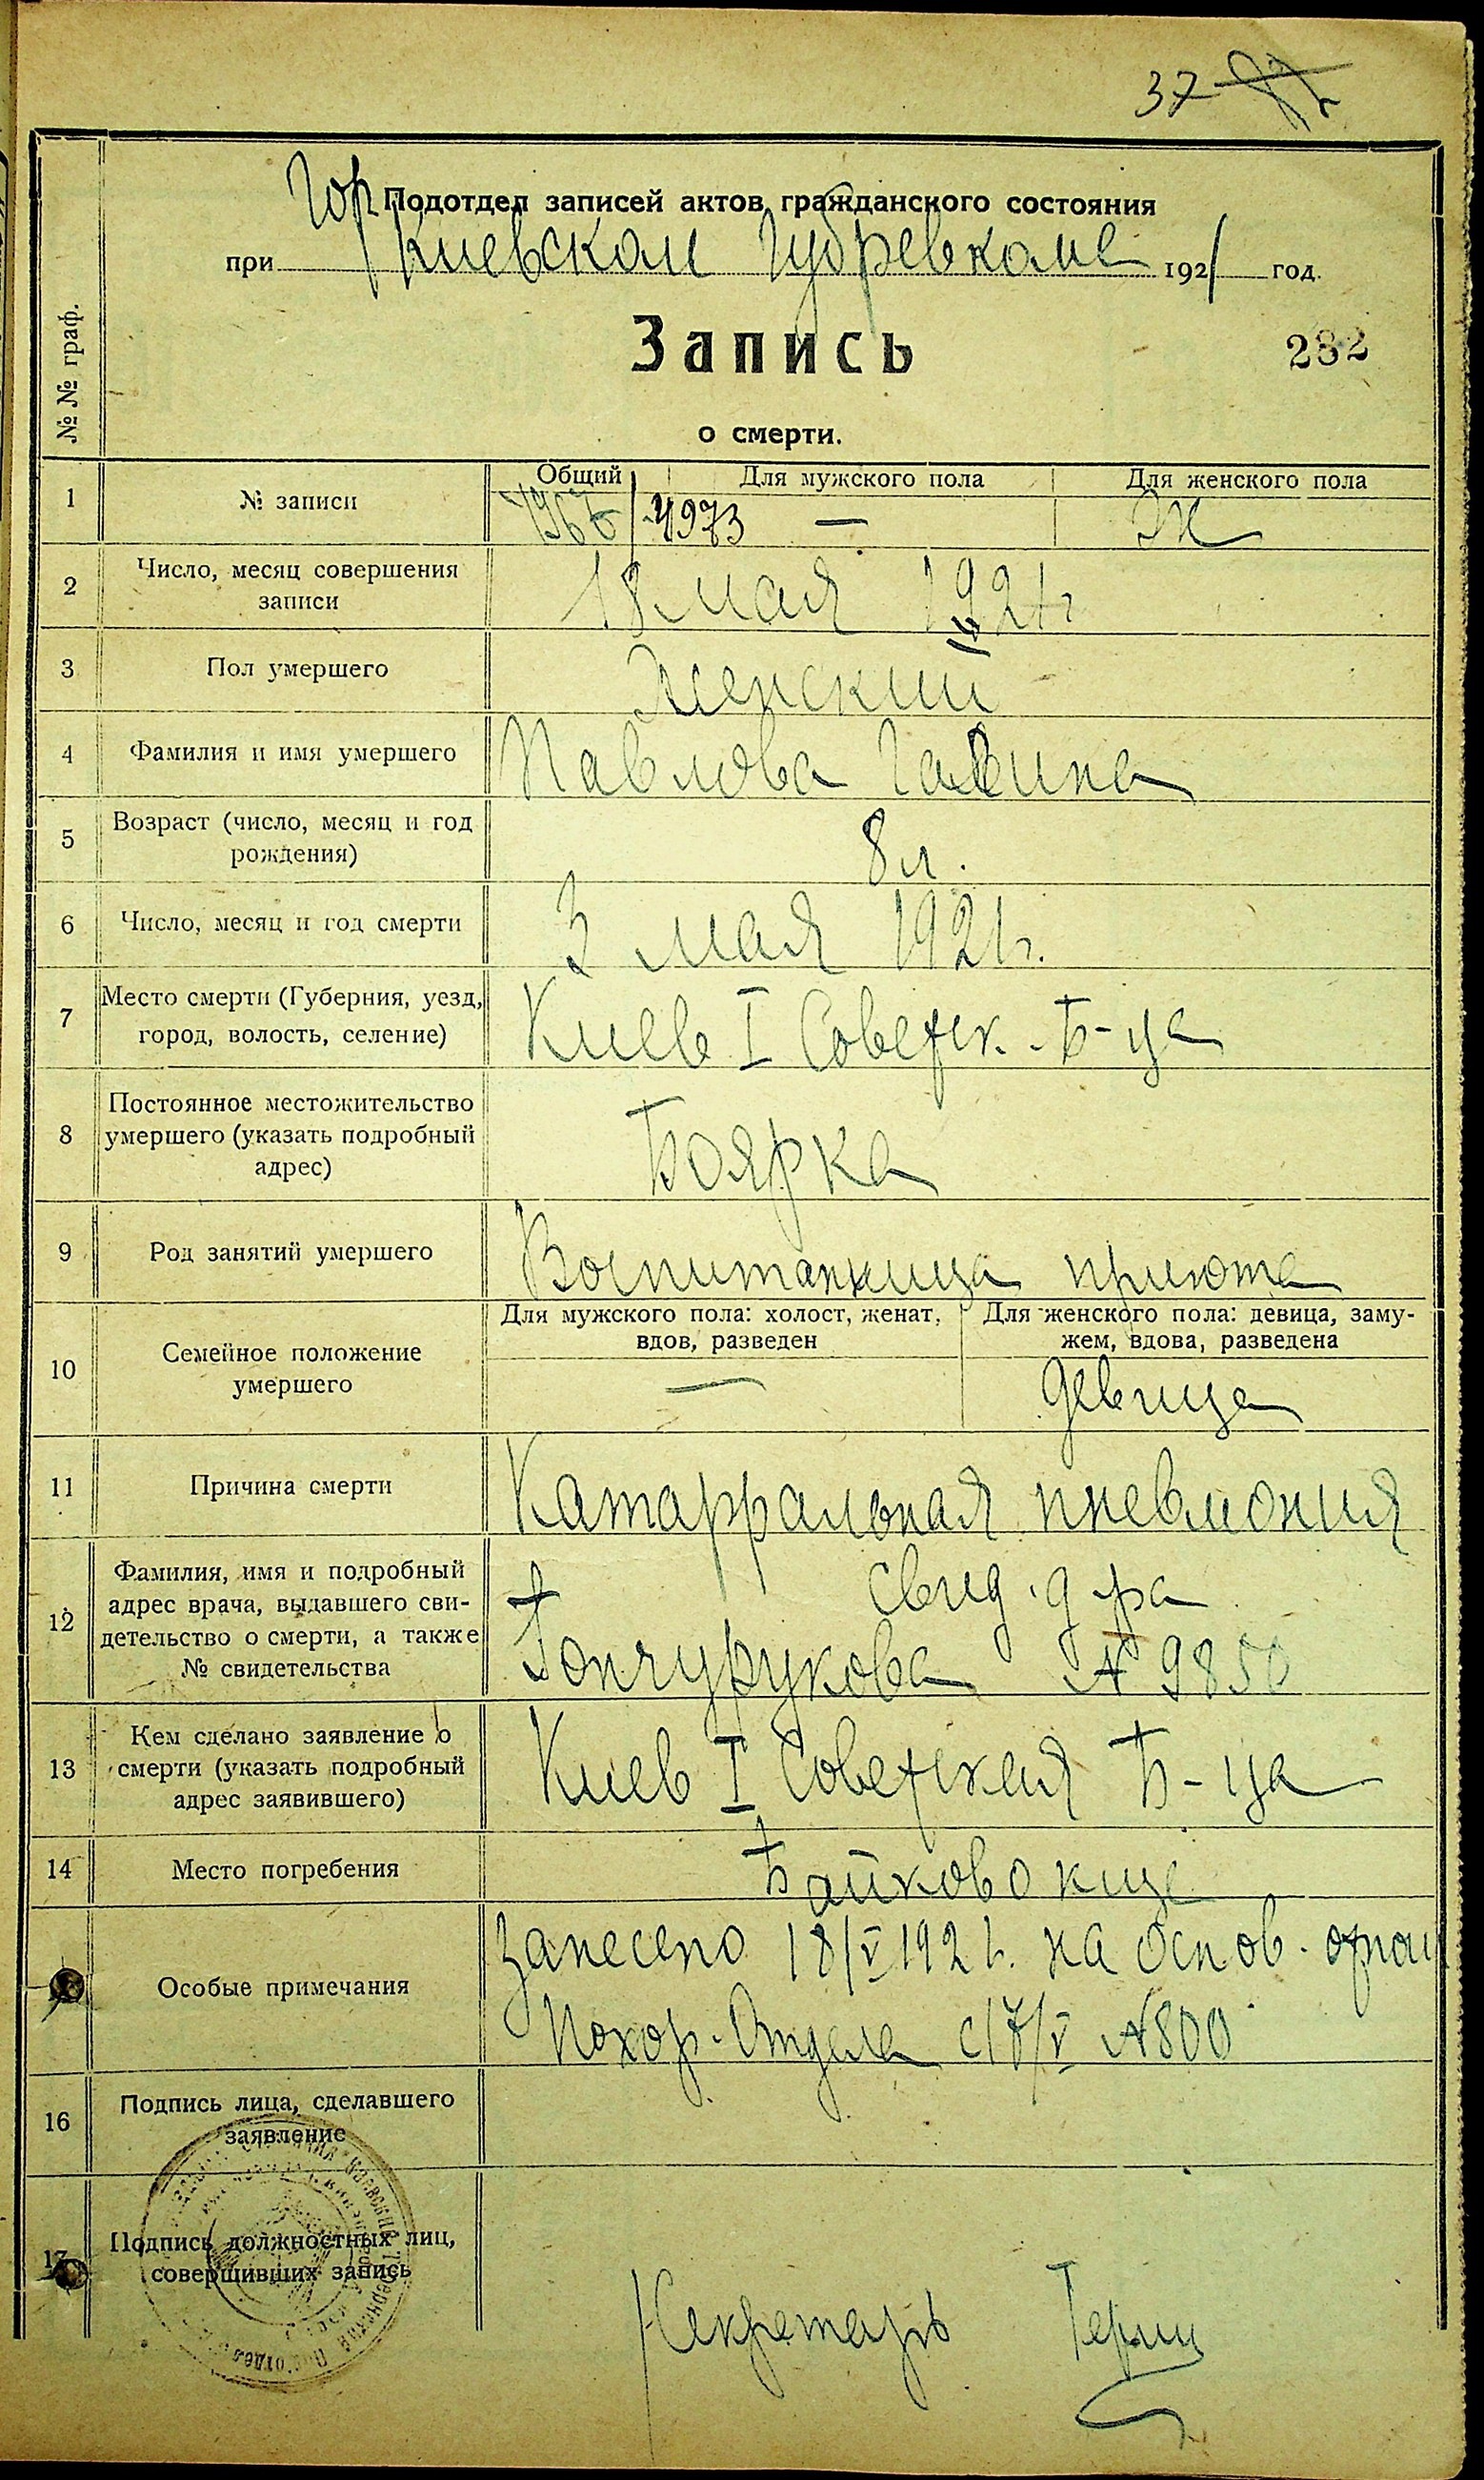 37
Гор Подотдел записей актов гражданского состояния
при Киевском Губревкоме 1921 год.
Запись
282
о смерти.
№№ граф.
1 № записи Общий Для мужского пола Для женского пола
4973 — Ж
2 Число, месяц совершения записи
18 мая 1921 г
3 Пол умершего Женский
4 Фамилия и имя умершего Павлова Галина
5 Возраст (число, месяц и год рождения) 8 л.
6 Число, месяц и год смерти 3 мая 1921 г.
7 Место смерти (Губерния, уезд, город, волость, селение) Киев I Советск. Б-ца
8 Постоянное местожительство умершего (указать подробный адрес) Боярка
9 Род занятий умершего Воспитанница приюта
10 Семейное положение умершего
Для мужского пола: холост, женат, вдов, разведен
Для женского пола: девица, замужем, вдова, разведена
— девица
11 Причина смерти Катарральная пневмония
12 Фамилия, имя и подробный адрес врача, выдавшего свидетельство о смерти, а также № свидетельства
свид. д-ра
№ 9850
13 Кем сделано заявление о смерти (указать подробный адрес заявившего) Киев I Советская Б-ца
14 Место погребения Байково кще
Особые примечания
Занесено 18/V 1921 г. на основ. отнош
Похор. Отдела с 17/V №800
16 Подпись лица, сделавшего заявление
17 Подпись должностных лиц, совершивших запись
Секретарь